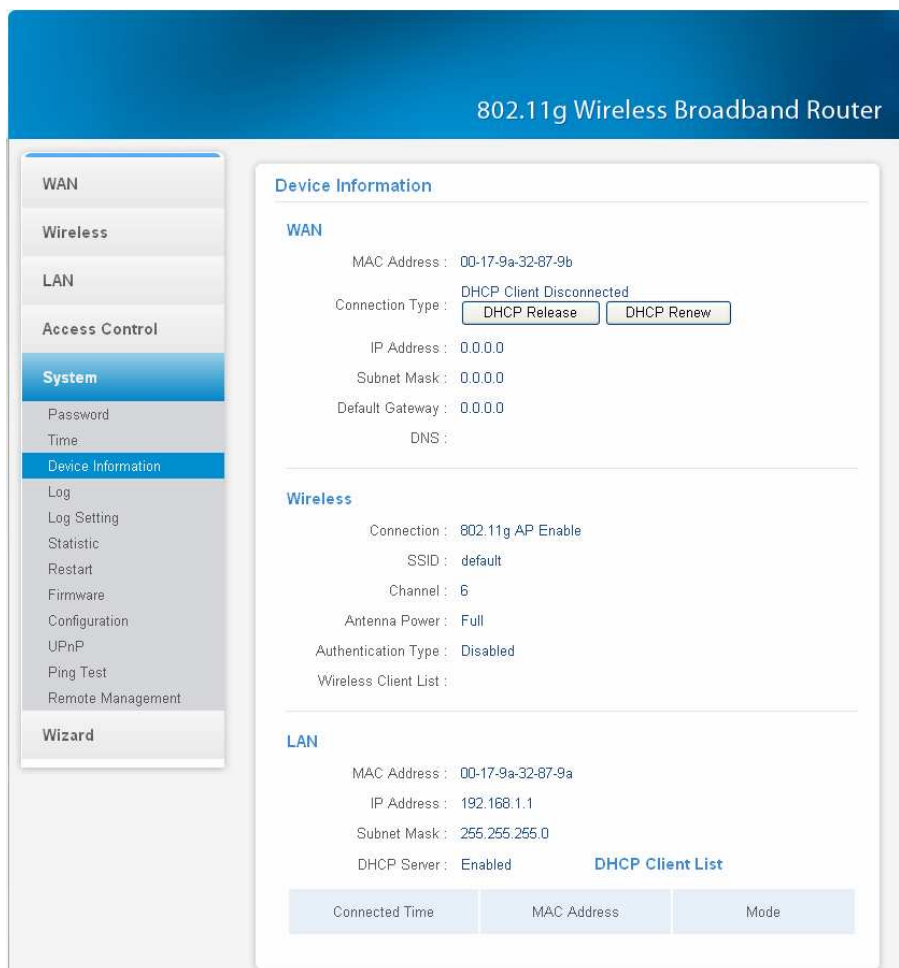 802.11g Wireless Broadband Router
WAN
Wireless
LAN
Access Control
System
Password
Time
Device Information
Log
Log Setting
Statistic
Restart
Firmware
Configuration
UPnP
Ping Test
Remote Management
Wizard
Device Information
WAN
MAC Address : 00-17-9a-32-87-9b
Connection Type : DHCP Client Disconnected
DHCP Release DHCP Renew
IP Address : 0.0.0.0
Subnet Mask : 0.0.0.0
Default Gateway : 0.0.0.0
DNS :
Wireless
Connection : 802.11g AP Enable
SSID : default
Channel : 6
Antenna Power : Full
Authentication Type : Disabled
Wireless Client List :
LAN
MAC Address : 00-17-9a-32-87-9a
IP Address : 192.168.1.1
Subnet Mask : 255.255.255.0
DHCP Server : Enabled DHCP Client List
Connected Time MAC Address Mode